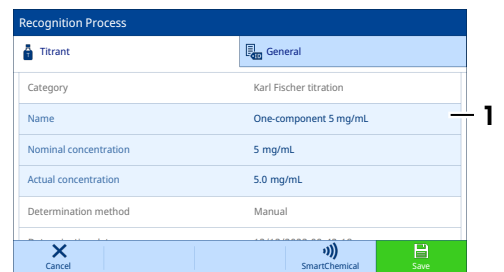 Recognition Process
Titrant
General
Category Karl Fischer titration
Name One-component 5 mg/mL
1
Nominal concentration 5 mg/mL
Actual concentration 5.0 mg/mL
Determination method Manual
Cancel
SmartChemical
Save